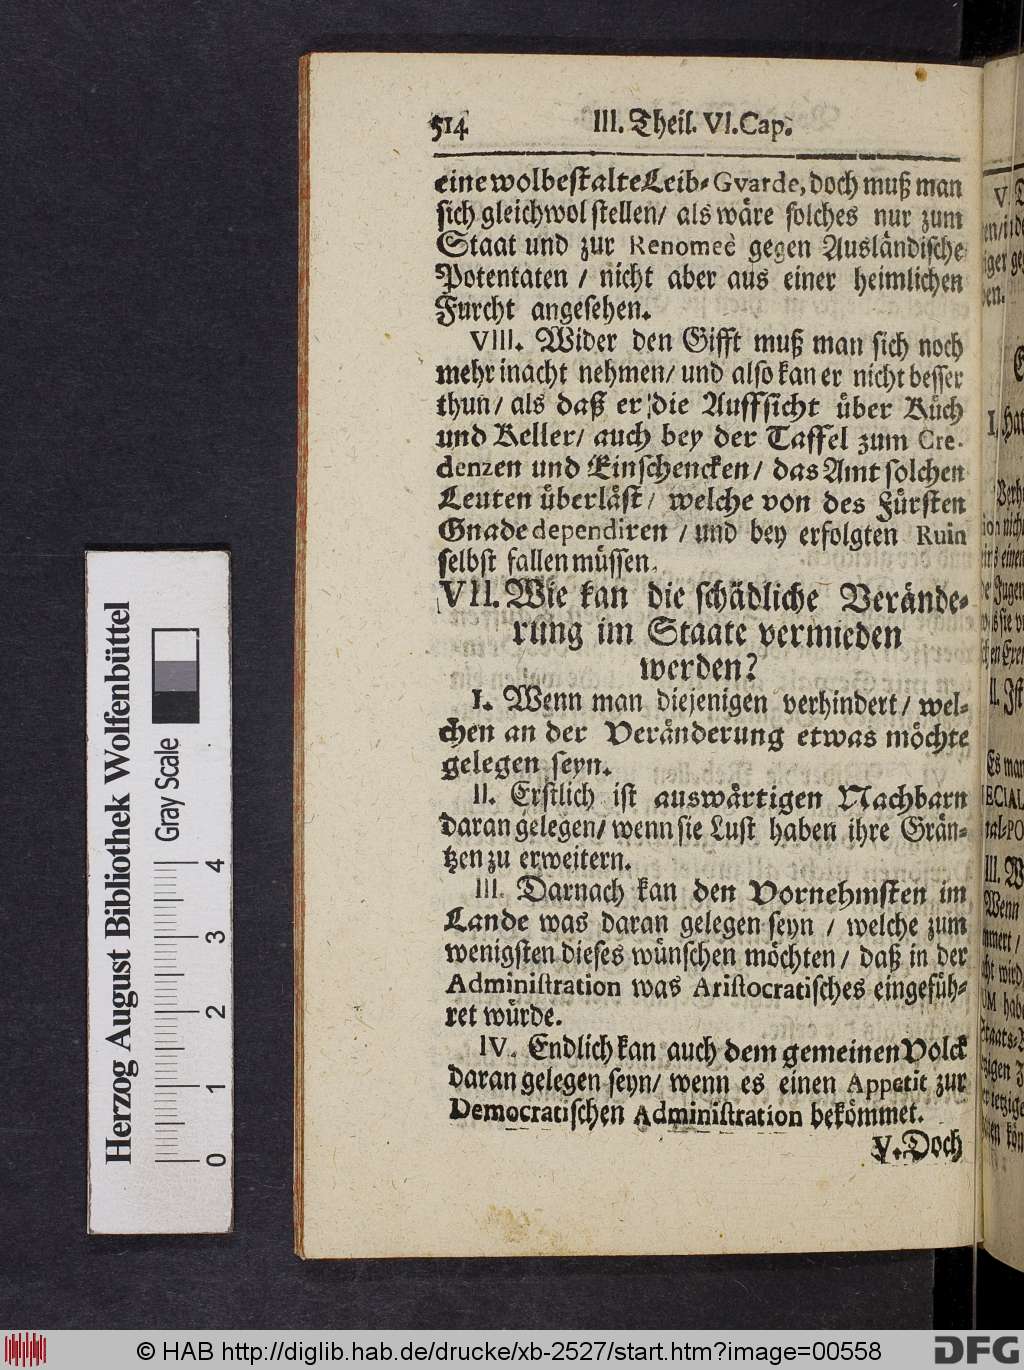 514 III. Theil. VI. Cap.
eine wolbestalte Leib-Gvarde, doch muß man
sich gleichwol stellen/ als wäre solches nur zum
Staat und zur Renomeè gegen Ausländische
Potentaten / nicht aber aus einer heimlichen
Furcht angesehen.
VIII. Wider den Gifft muß man sich noch
mehr inacht nehmen/ und also kan er nicht besser
thun/ als daß er die Auffsicht über Küch
und Keller/ auch bey der Taffel zum Cre-
denzen und Einschencken/ das Amt solchen
Leuten überläst/ welche von des Fürsten
Gnade dependiren / und bey erfolgten Ruin
selbst fallen müssen.
VII. Wie kan die schädliche Verände-
rung im Staate vermieden
werden?
I. Wenn man diejenigen verhindert/ wel-
chen an der Veränderung etwas möchte
gelegen seyn.
II. Erstlich ist auswärtigen Nachbarn
daran gelegen/ wenn sie Lust haben ihre Grän-
tzen zu erweitern.
III. Darnach kan den Vornehmsten im
Lande was daran gelegen seyn / welche zum
wenigsten dieses wünschen möchten/ daß in der
Administration was Aristocratisches eingefüh-
ret würde.
IV. Endlich kan auch dem gemeinen Volck
daran gelegen seyn/ wenn es einen Appetit zur
Democratischen Administration bekömmet.
V. Doch
Herzog August Bibliothek Wolfenbüttel
Gray Scale
0 1 2 3 4
© HAB http://diglib.hab.de/drucke/xb-2527/start.htm?image=00558
DFG